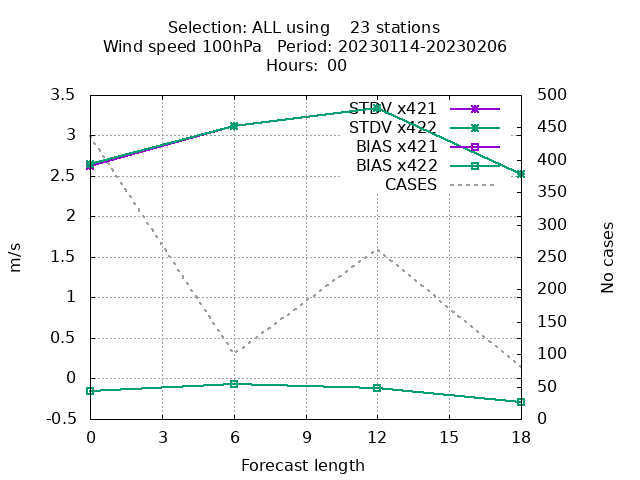 Selection: ALL using    23 stations
Wind speed 100hPa   Period: 20230114-20230206
Hours: 00
3.5
3
2.5
2
1.5
1
0.5
0
-0.5
m/s
500
450
400
350
300
250
200
150
100
50
0
No cases
STDV x421
STDV x422
BIAS x421
BIAS x422
CASES
0 3 6 9 12 15 18
Forecast length